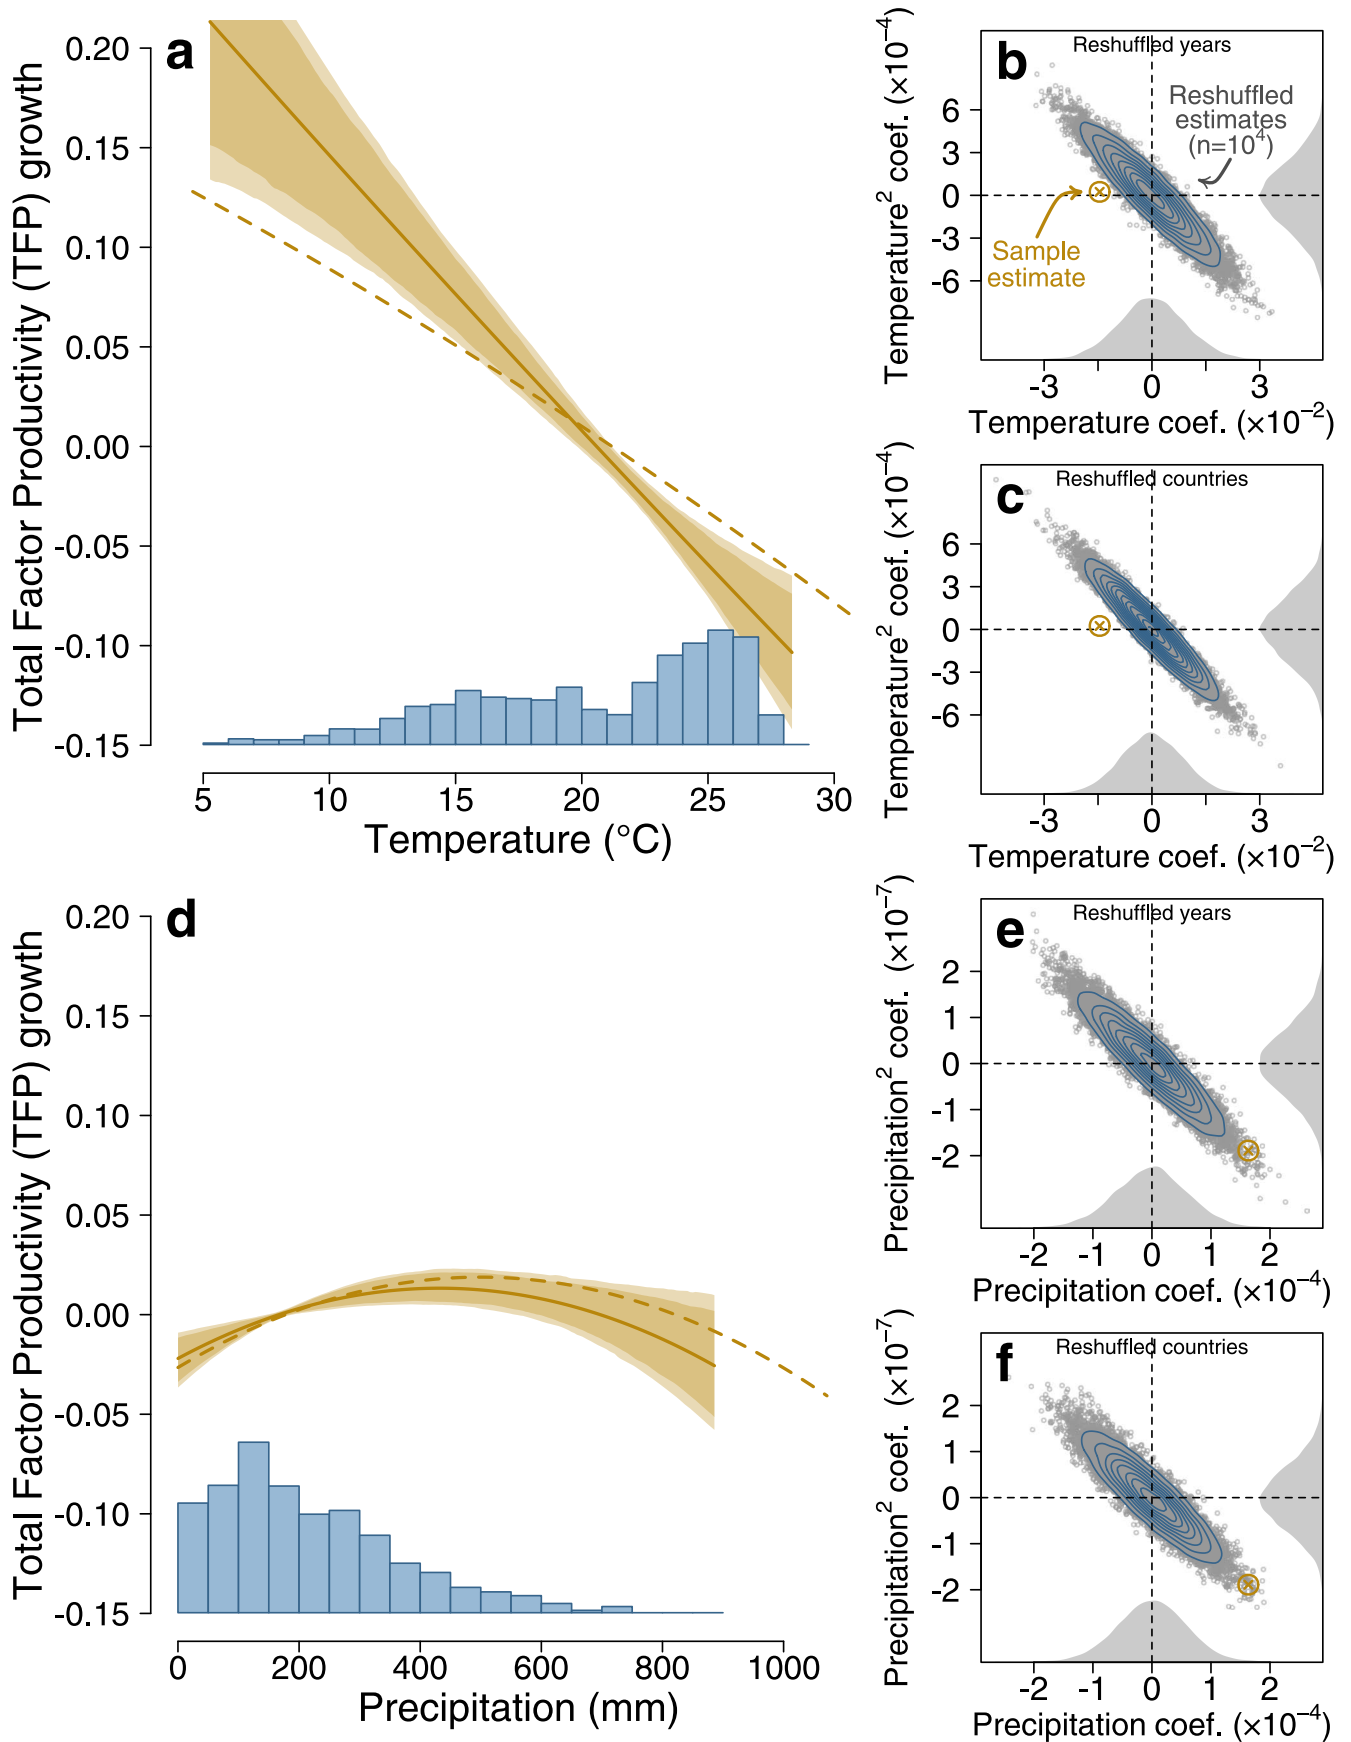 a
Total Factor Productivity (TFP) growth
0.20
0.15
0.10
0.05
0.00
-0.05
-0.10
-0.15
5
10
15
20
25
30
Temperature (°C)
b
Reshuffled years
Reshuffled
estimates
(n=10⁴)
Sample
estimate
Temperature² coef. (×10⁻⁴)
6
3
0
-3
-6
-3
0
3
Temperature coef. (×10⁻²)
c
Reshuffled countries
Temperature² coef. (×10⁻⁴)
6
3
0
-3
-6
-3
0
3
Temperature coef. (×10⁻²)
d
Total Factor Productivity (TFP) growth
0.20
0.15
0.10
0.05
0.00
-0.05
-0.10
-0.15
0
200
400
600
800
1000
Precipitation (mm)
e
Reshuffled years
Precipitation² coef. (×10⁻⁷)
2
1
0
-1
-2
-2
-1
0
1
2
Precipitation coef. (×10⁻⁴)
f
Reshuffled countries
Precipitation² coef. (×10⁻⁷)
2
1
0
-1
-2
-2
-1
0
1
2
Precipitation coef. (×10⁻⁴)